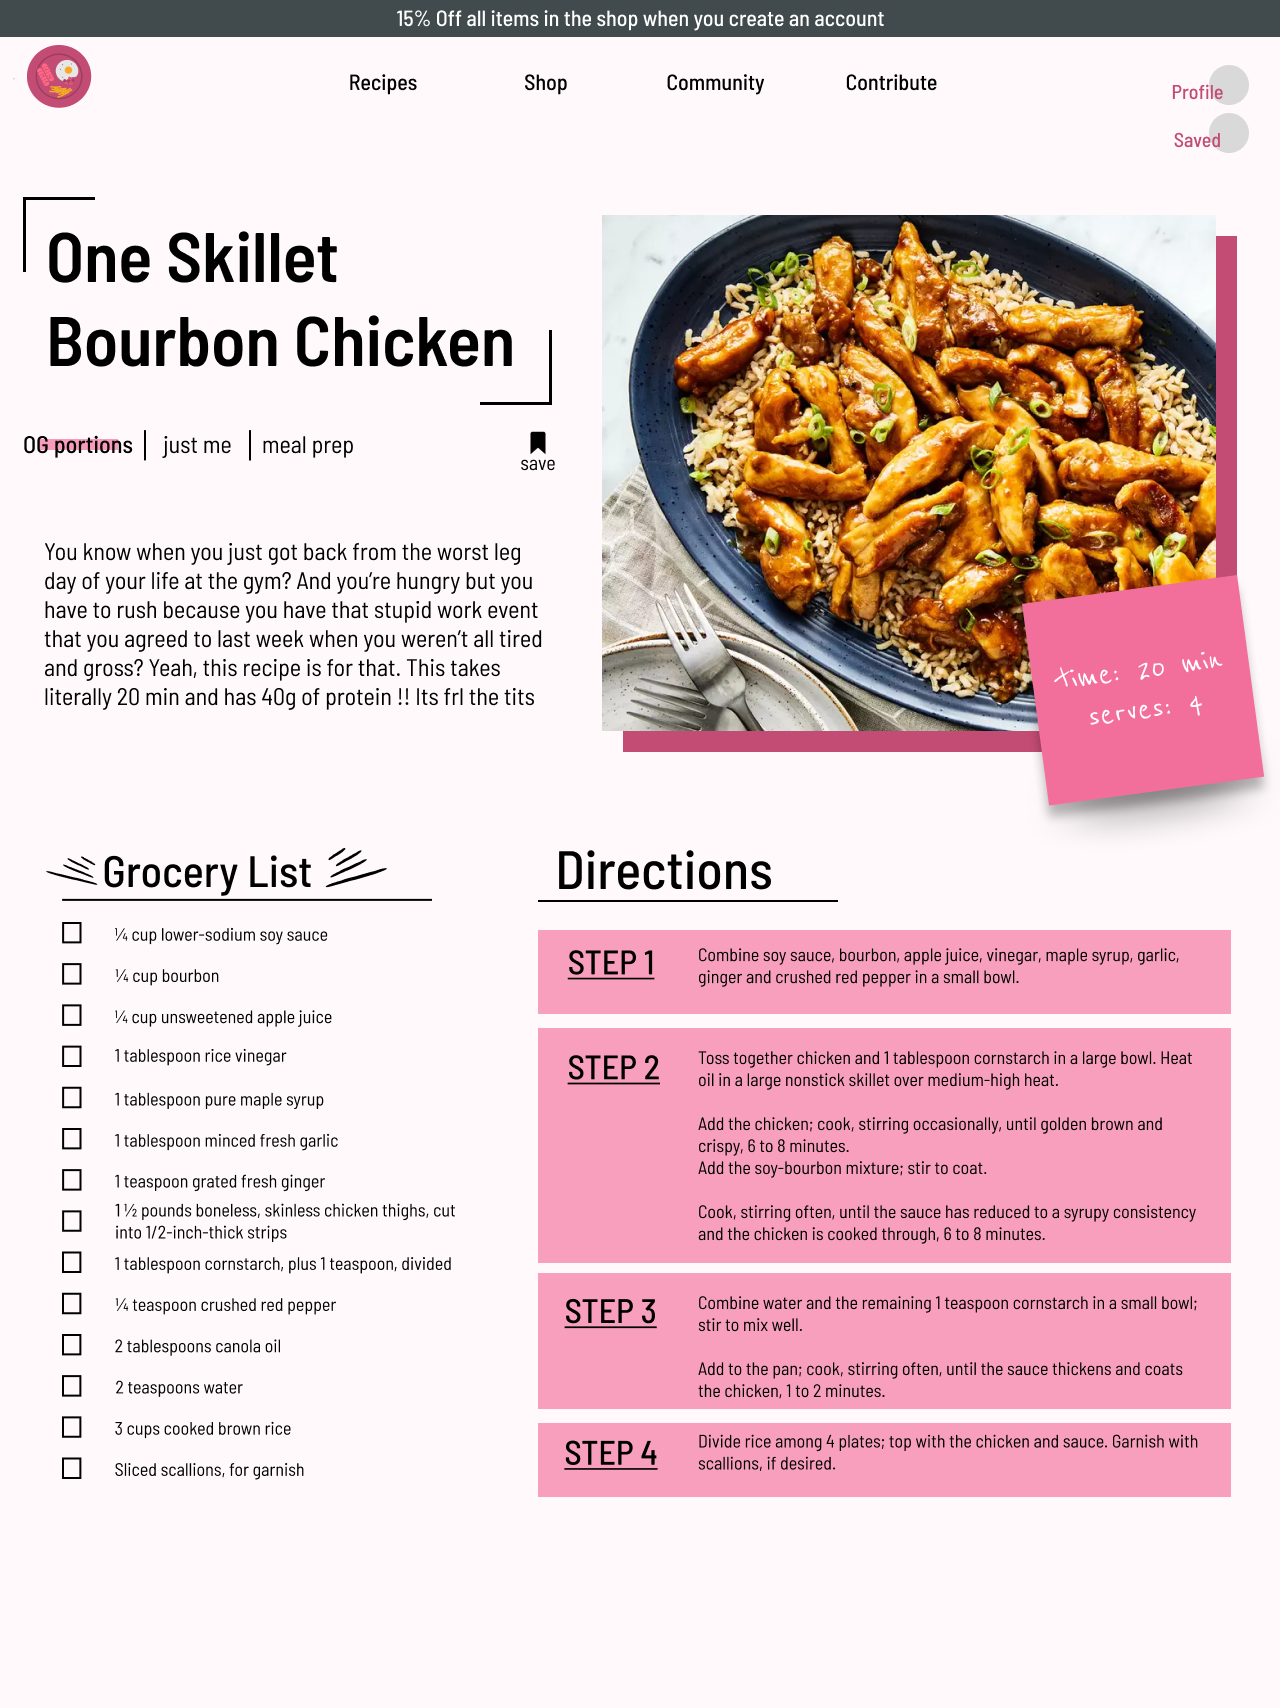 15% Off all items in the shop when you create an account
Recipes
Shop
Community
Contribute
Profile
Saved
One Skillet
Bourbon Chicken
OG portions
just me
meal prep
save
You know when you just got back from the worst leg
day of your life at the gym? And you’re hungry but you
have to rush because you have that stupid work event
that you agreed to last week when you weren’t all tired
and gross? Yeah, this recipe is for that. This takes
literally 20 min and has 40g of protein !! Its frl the tits
time: 20 min
serves: 4
Grocery List
¼ cup lower-sodium soy sauce
¼ cup bourbon
¼ cup unsweetened apple juice
1 tablespoon rice vinegar
1 tablespoon pure maple syrup
1 tablespoon minced fresh garlic
1 teaspoon grated fresh ginger
1 ½ pounds boneless, skinless chicken thighs, cut
into 1/2-inch-thick strips
1 tablespoon cornstarch, plus 1 teaspoon, divided
¼ teaspoon crushed red pepper
2 tablespoons canola oil
2 teaspoons water
3 cups cooked brown rice
Sliced scallions, for garnish
Directions
STEP 1
Combine soy sauce, bourbon, apple juice, vinegar, maple syrup, garlic,
ginger and crushed red pepper in a small bowl.
STEP 2
Toss together chicken and 1 tablespoon cornstarch in a large bowl. Heat
oil in a large nonstick skillet over medium-high heat.
Add the chicken; cook, stirring occasionally, until golden brown and
crispy, 6 to 8 minutes.
Add the soy-bourbon mixture; stir to coat.
Cook, stirring often, until the sauce has reduced to a syrupy consistency
and the chicken is cooked through, 6 to 8 minutes.
STEP 3
Combine water and the remaining 1 teaspoon cornstarch in a small bowl;
stir to mix well.
Add to the pan; cook, stirring often, until the sauce thickens and coats
the chicken, 1 to 2 minutes.
STEP 4
Divide rice among 4 plates; top with the chicken and sauce. Garnish with
scallions, if desired.